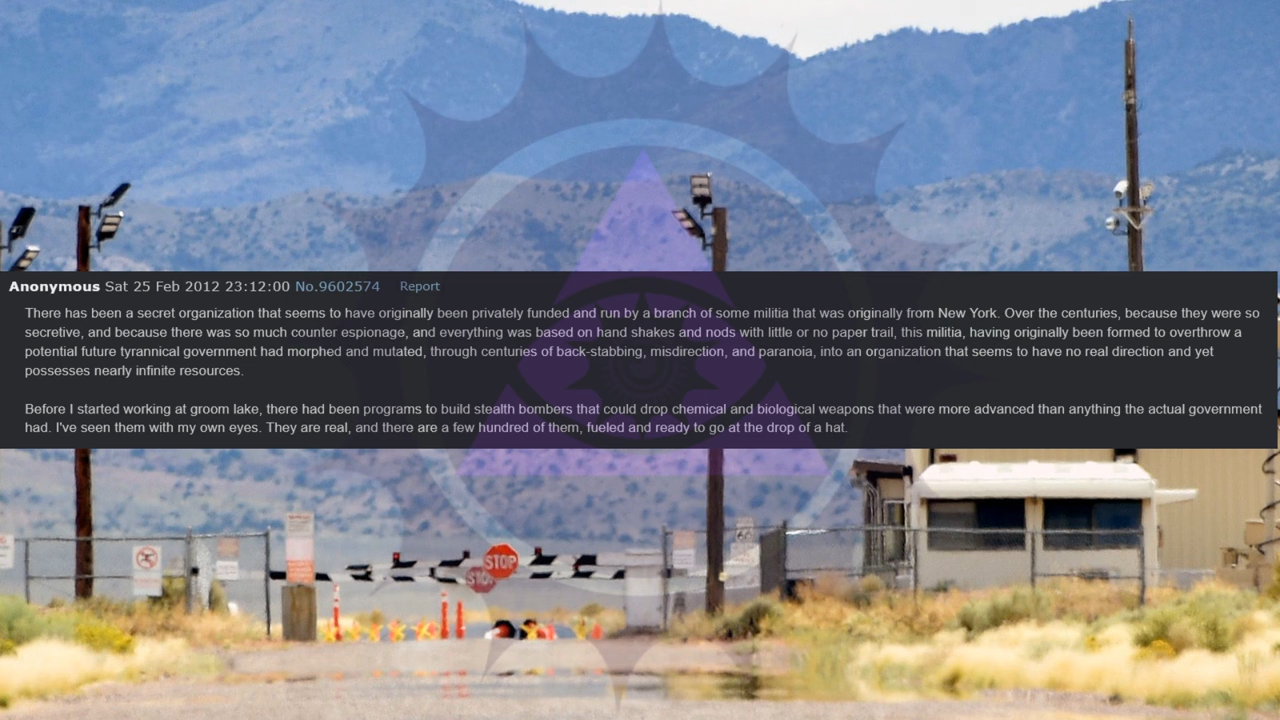 Anonymous Sat 25 Feb 2012 23:12:00 No.9602574 Report
There has been a secret organization that seems to have originally been privately funded and run by a branch of some militia that was originally from New York. Over the centuries, because they were so
secretive, and because there was so much counter espionage, and everything was based on hand shakes and nods with little or no paper trail, this militia, having originally been formed to overthrow a
potential future tyrannical government had morphed and mutated, through centuries of back-stabbing, misdirection, and paranoia, into an organization that seems to have no real direction and yet
possesses nearly infinite resources.
Before I started working at groom lake, there had been programs to build stealth bombers that could drop chemical and biological weapons that were more advanced than anything the actual government
had. I've seen them with my own eyes. They are real, and there are a few hundred of them, fueled and ready to go at the drop of a hat.
STOP
STOP